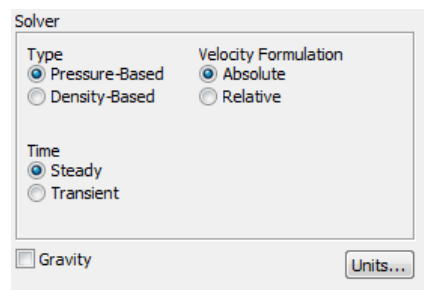 Solver
Type
Pressure-Based
Density-Based
Velocity Formulation
Absolute
Relative
Time
Steady
Transient
Gravity
Units...